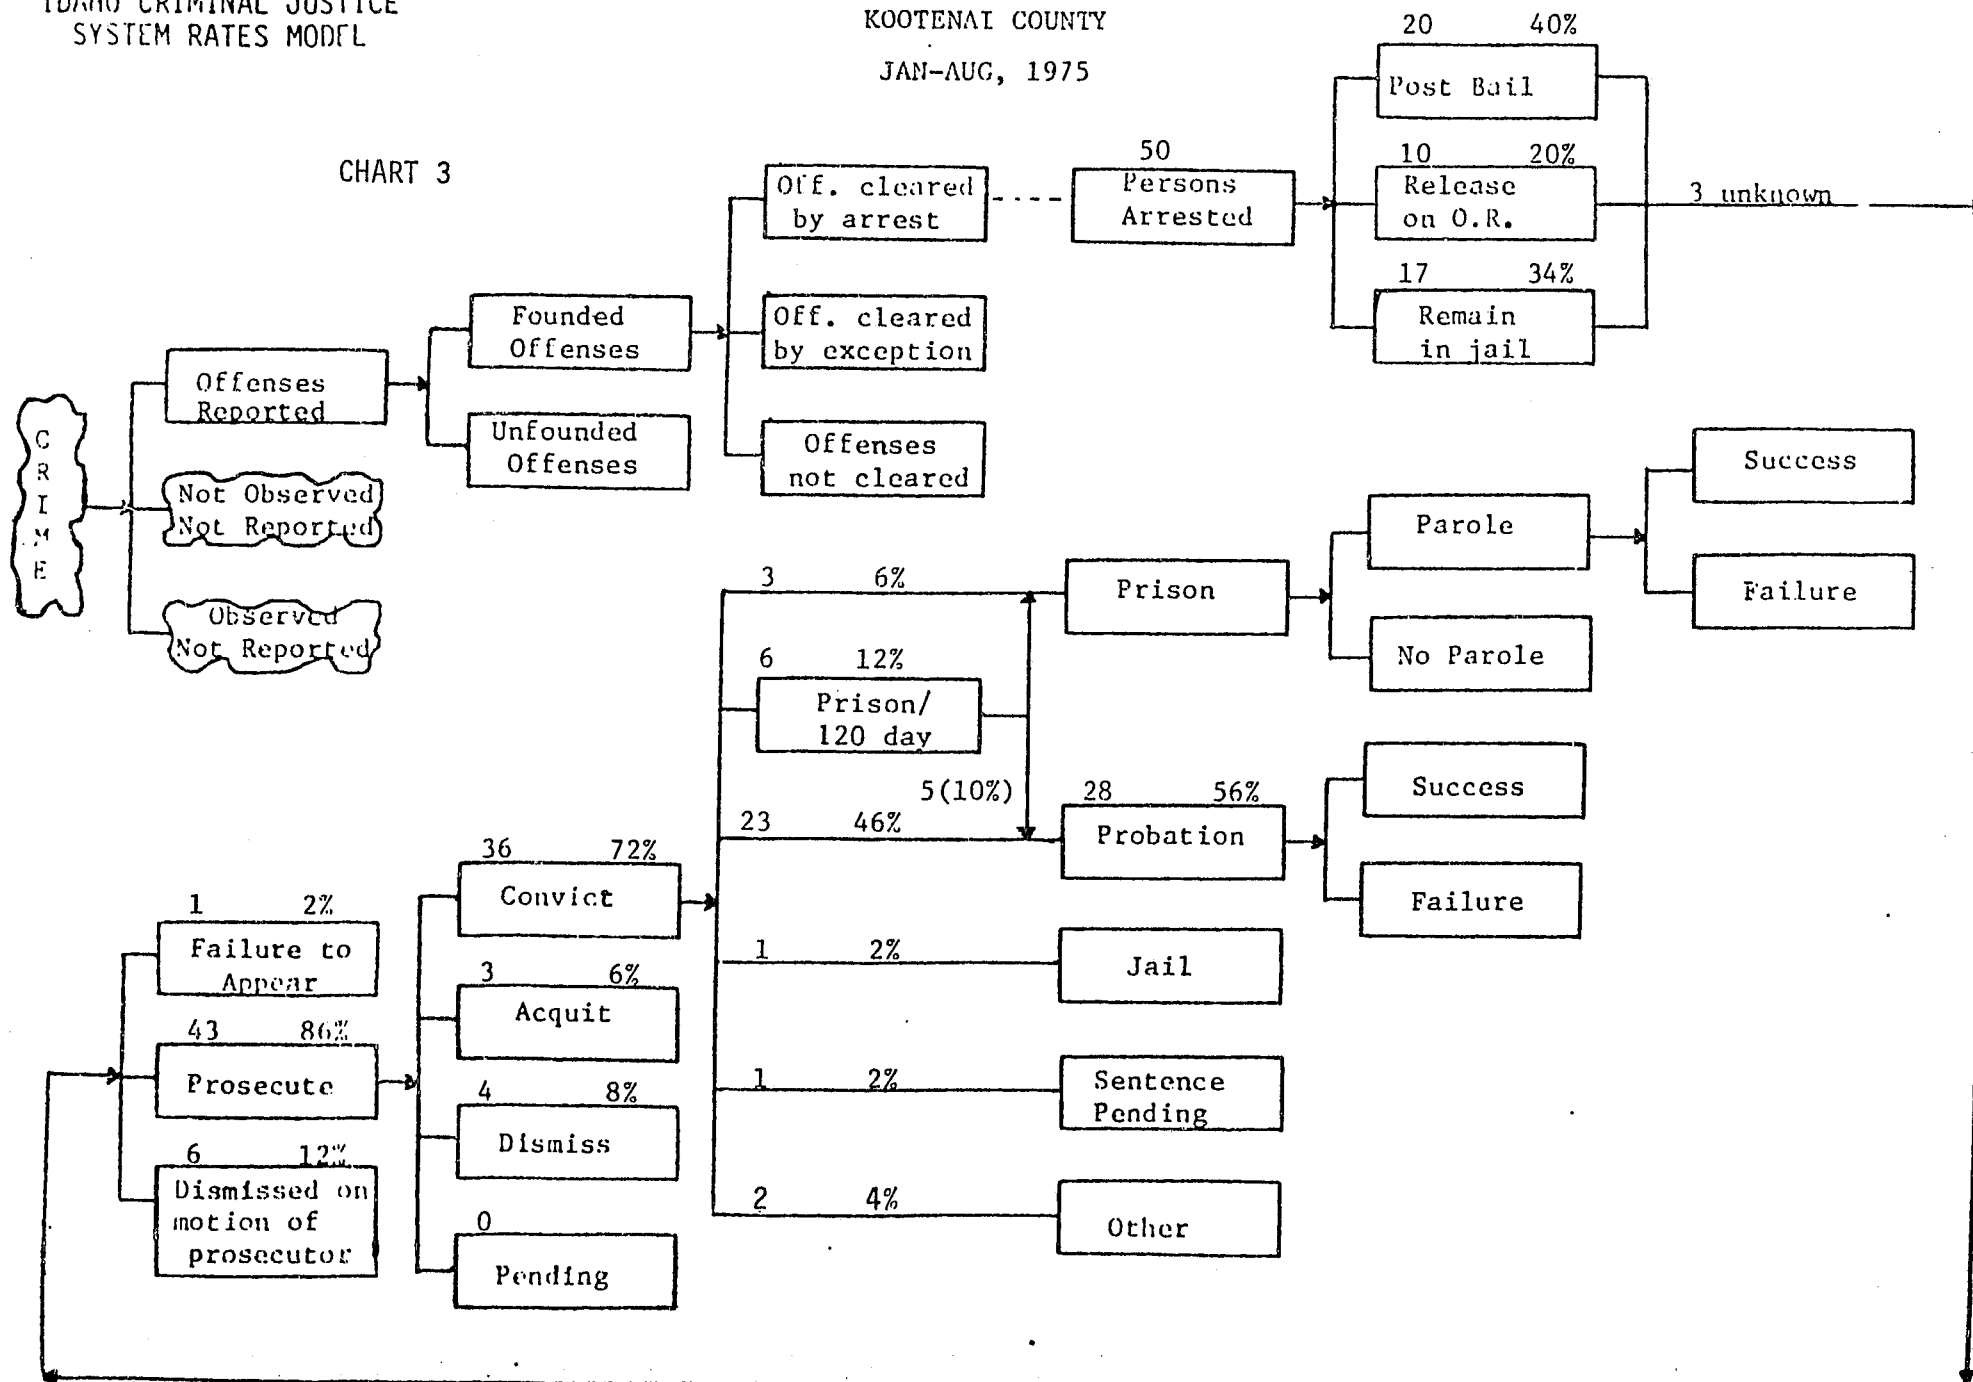 IDAHO CRIMINAL JUSTICE
SYSTEM RATES MODEL
KOOTENAI COUNTY
JAN-AUG, 1975
CHART 3
20 40%
Post Bail
10 20%
Release
on O.R.
17 34%
Remain
in jail
3 unknown
50
Persons
Arrested
Off. cleared
by arrest
Off. cleared
by exception
Offenses
not cleared
Founded
Offenses
Unfounded
Offenses
Offenses
Reported
CRIME
Not Observed
Not Reported
Observed
Not Reported
3 6%
Prison
Parole
No Parole
Success
Failure
6 12%
Prison/
120 day
5(10%)
23 46%
28 56%
Probation
Success
Failure
1 2%
Jail
1 2%
Sentence
Pending
2 4%
Other
36 72%
Convict
3 6%
Acquit
4 8%
Dismiss
0
Pending
1 2%
Failure to
Appear
43 86%
Prosecute
6 12%
Dismissed on
motion of
prosecutor